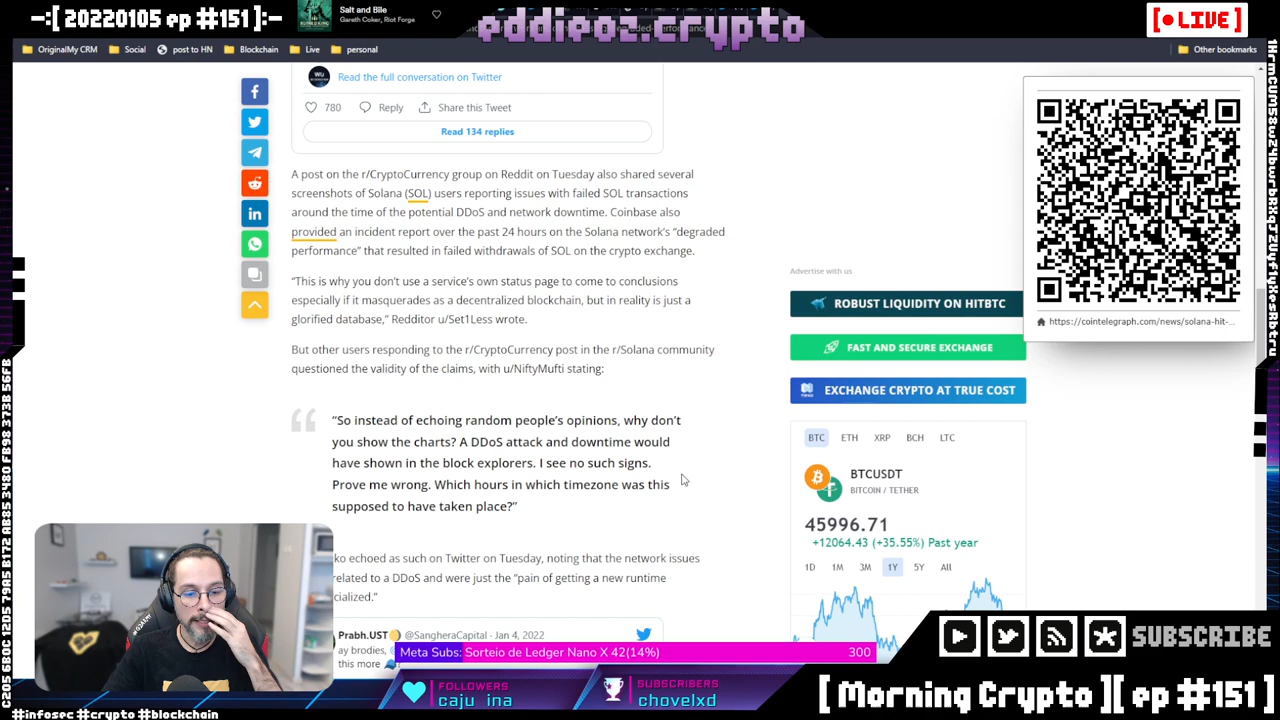 -:[ 20220105 ep #151]:-
Salt and Bile
Gareth Coker, Riot Forge.
eddieoz.crypto
[● LIVE]
OriginalMy CRM
Social
post to HN
Blockchain
Live
personal
Other bookmarks
Read the full conversation on Twitter
780
Reply
Share this Tweet
Read 134 replies
A post on the r/CryptoCurrency group on Reddit on Tuesday also shared several
screenshots of Solana (SOL) users reporting issues with failed SOL transactions
around the time of the potential DDoS and network downtime. Coinbase also
provided an incident report over the past 24 hours on the Solana network's “degraded
performance” that resulted in failed withdrawals of SOL on the crypto exchange.
“This is why you don't use a service's own status page to come to conclusions
especially if it masquerades as a decentralized blockchain, but in reality is just a
glorified database,” Redditor u/Set1Less wrote.
But other users responding to the r/CryptoCurrency post in the r/Solana community
questioned the validity of the claims, with u/NiftyMufti stating:
“So instead of echoing random people's opinions, why don't
you show the charts? A DDoS attack and downtime would
have shown in the block explorers. I see no such signs.
Prove me wrong. Which hours in which timezone was this
supposed to have taken place?”
ko echoed as such on Twitter on Tuesday, noting that the network issues
related to a DDoS and were just the “pain of getting a new runtime
cialized.”
Prabh.UST @SangheraCapital · Jan 4, 2022
ay brodies,
this more
https://cointelegraph.com/news/solana-hit-...
Advertise with us
ROBUST LIQUIDITY ON HITBTC
FAST AND SECURE EXCHANGE
EXCHANGE CRYPTO AT TRUE COST
BTC ETH XRP BCH LTC
BTCUSDT
BITCOIN / TETHER
45996.71
+12064.43 (+35.55%) Past year
1D 1M 3M 1Y 5Y All
Meta Subs: Sorteio de Ledger Nano X 42(14%) 300
FOLLOWERS
caju_ina
SUBSCRIBERS
chovelxd
SUBSCRIBE
[ Morning Crypto ][ ep #151 ]
#infosec #crypto #blockchain